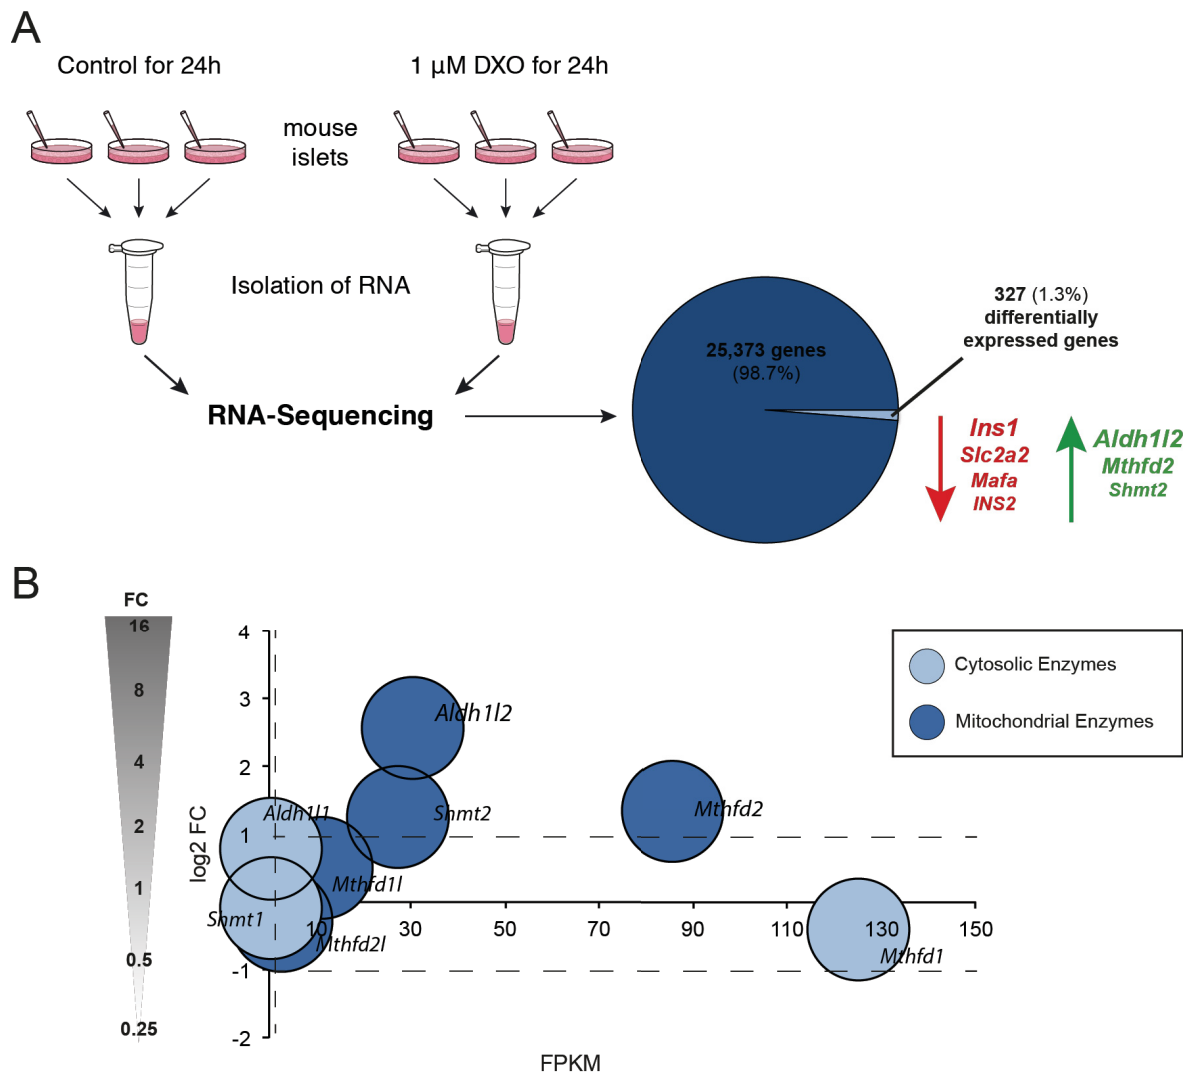 A
Control for 24h
1 µM DXO for 24h
mouse
islets
Isolation of RNA
RNA-Sequencing
25,373 genes
(98.7%)
327 (1.3%)
differentially
expressed genes
Ins1
Slc2a2
Mafa
INS2
Aldh1l2
Mthfd2
Shmt2
B
FC
16
8
4
2
1
0.5
0.25
log2 FC
4
3
2
1
-1
-2
10
30
50
70
90
110
130
150
FPKM
Aldh1l2
Shmt2
Mthfd2
Aldh1l1
Mthfd1l
Shmt1
Mthfd2l
Mthfd1
Cytosolic Enzymes
Mitochondrial Enzymes